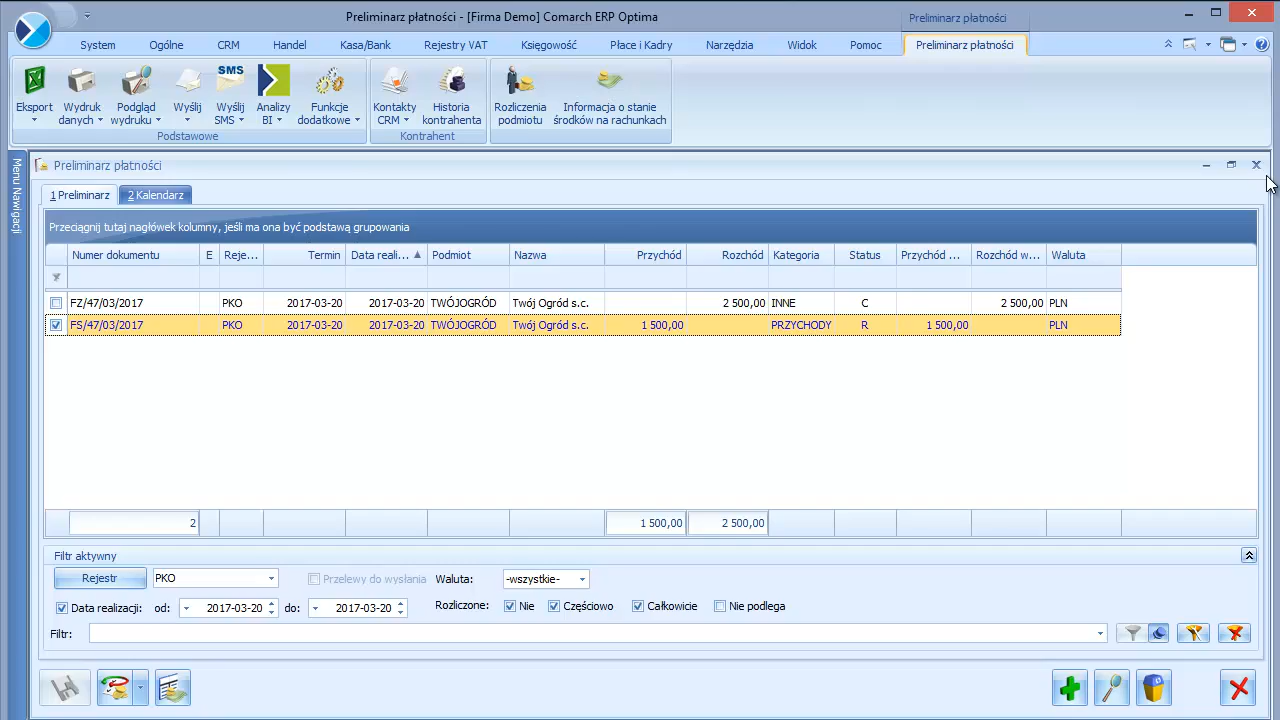 Preliminarz płatności - [Firma Demo] Comarch ERP Optima
Preliminarz płatności
System Ogólne CRM Handel Kasa/Bank Rejestry VAT Księgowość Płace i Kadry Narzędzia Widok Pomoc Preliminarz płatności
SMS
Eksport Wydruk danych Podgląd wydruku Wyślij Wyślij SMS Analizy BI Funkcje dodatkowe Kontakty CRM Historia kontrahenta Rozliczenia podmiotu Informacja o stanie środków na rachunkach
Podstawowe Kontrahent
Menu Nawigacji
Preliminarz płatności
1 Preliminarz 2 Kalendarz
Przeciągnij tutaj nagłówek kolumny, jeśli ma ona być podstawą grupowania
Numer dokumentu E Reje... Termin Data reali... Podmiot Nazwa Przychód Rozchód Kategoria Status Przychód ... Rozchód w... Waluta
FZ/47/03/2017 PKO 2017-03-20 2017-03-20 TWÓJOGRÓD Twój Ogród s.c. 2 500,00 INNE C 2 500,00 PLN
FS/47/03/2017 PKO 2017-03-20 2017-03-20 TWÓJOGRÓD Twój Ogród s.c. 1 500,00 PRZYCHODY R 1 500,00 PLN
2 1 500,00 2 500,00
Filtr aktywny
Rejestr PKO Przelewy do wysłania Waluta: -wszystkie-
Data realizacji: od: 2017-03-20 do: 2017-03-20 Rozliczone: Nie Częściowo Całkowicie Nie podlega
Filtr: